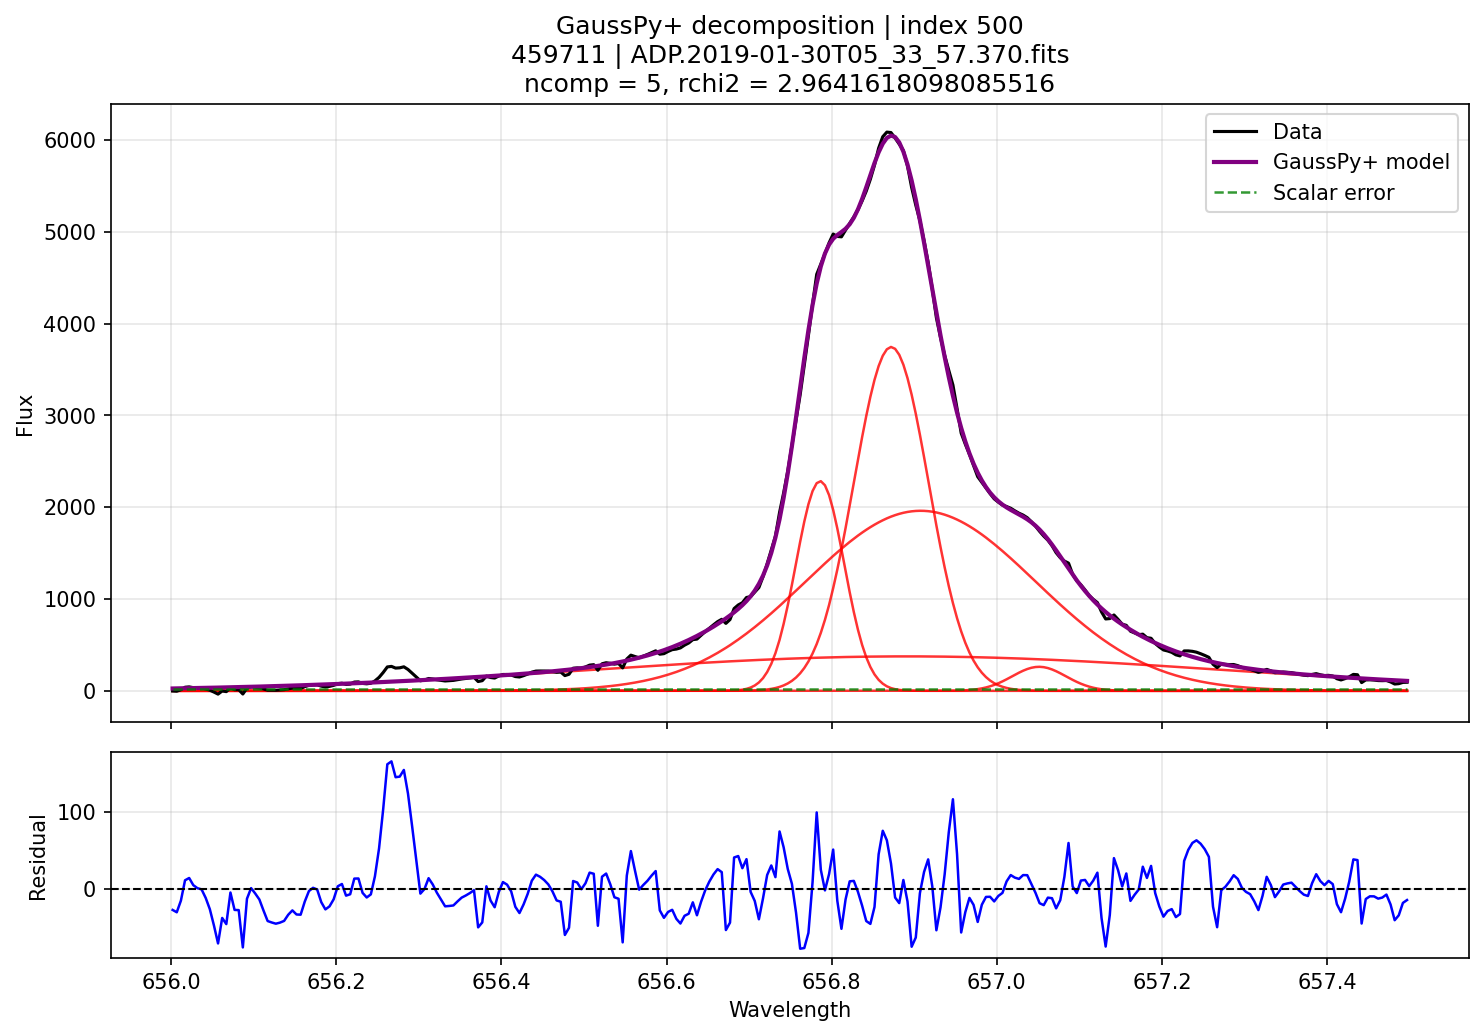 GaussPy+ decomposition | index 500
459711 | ADP.2019-01-30T05_33_57.370.fits
ncomp = 5, rchi2 = 2.9641618098085516
Data
GaussPy+ model
Scalar error
Flux
6000
5000
4000
3000
2000
1000
0
Residual
100
0
656.0 656.2 656.4 656.6 656.8 657.0 657.2 657.4
Wavelength